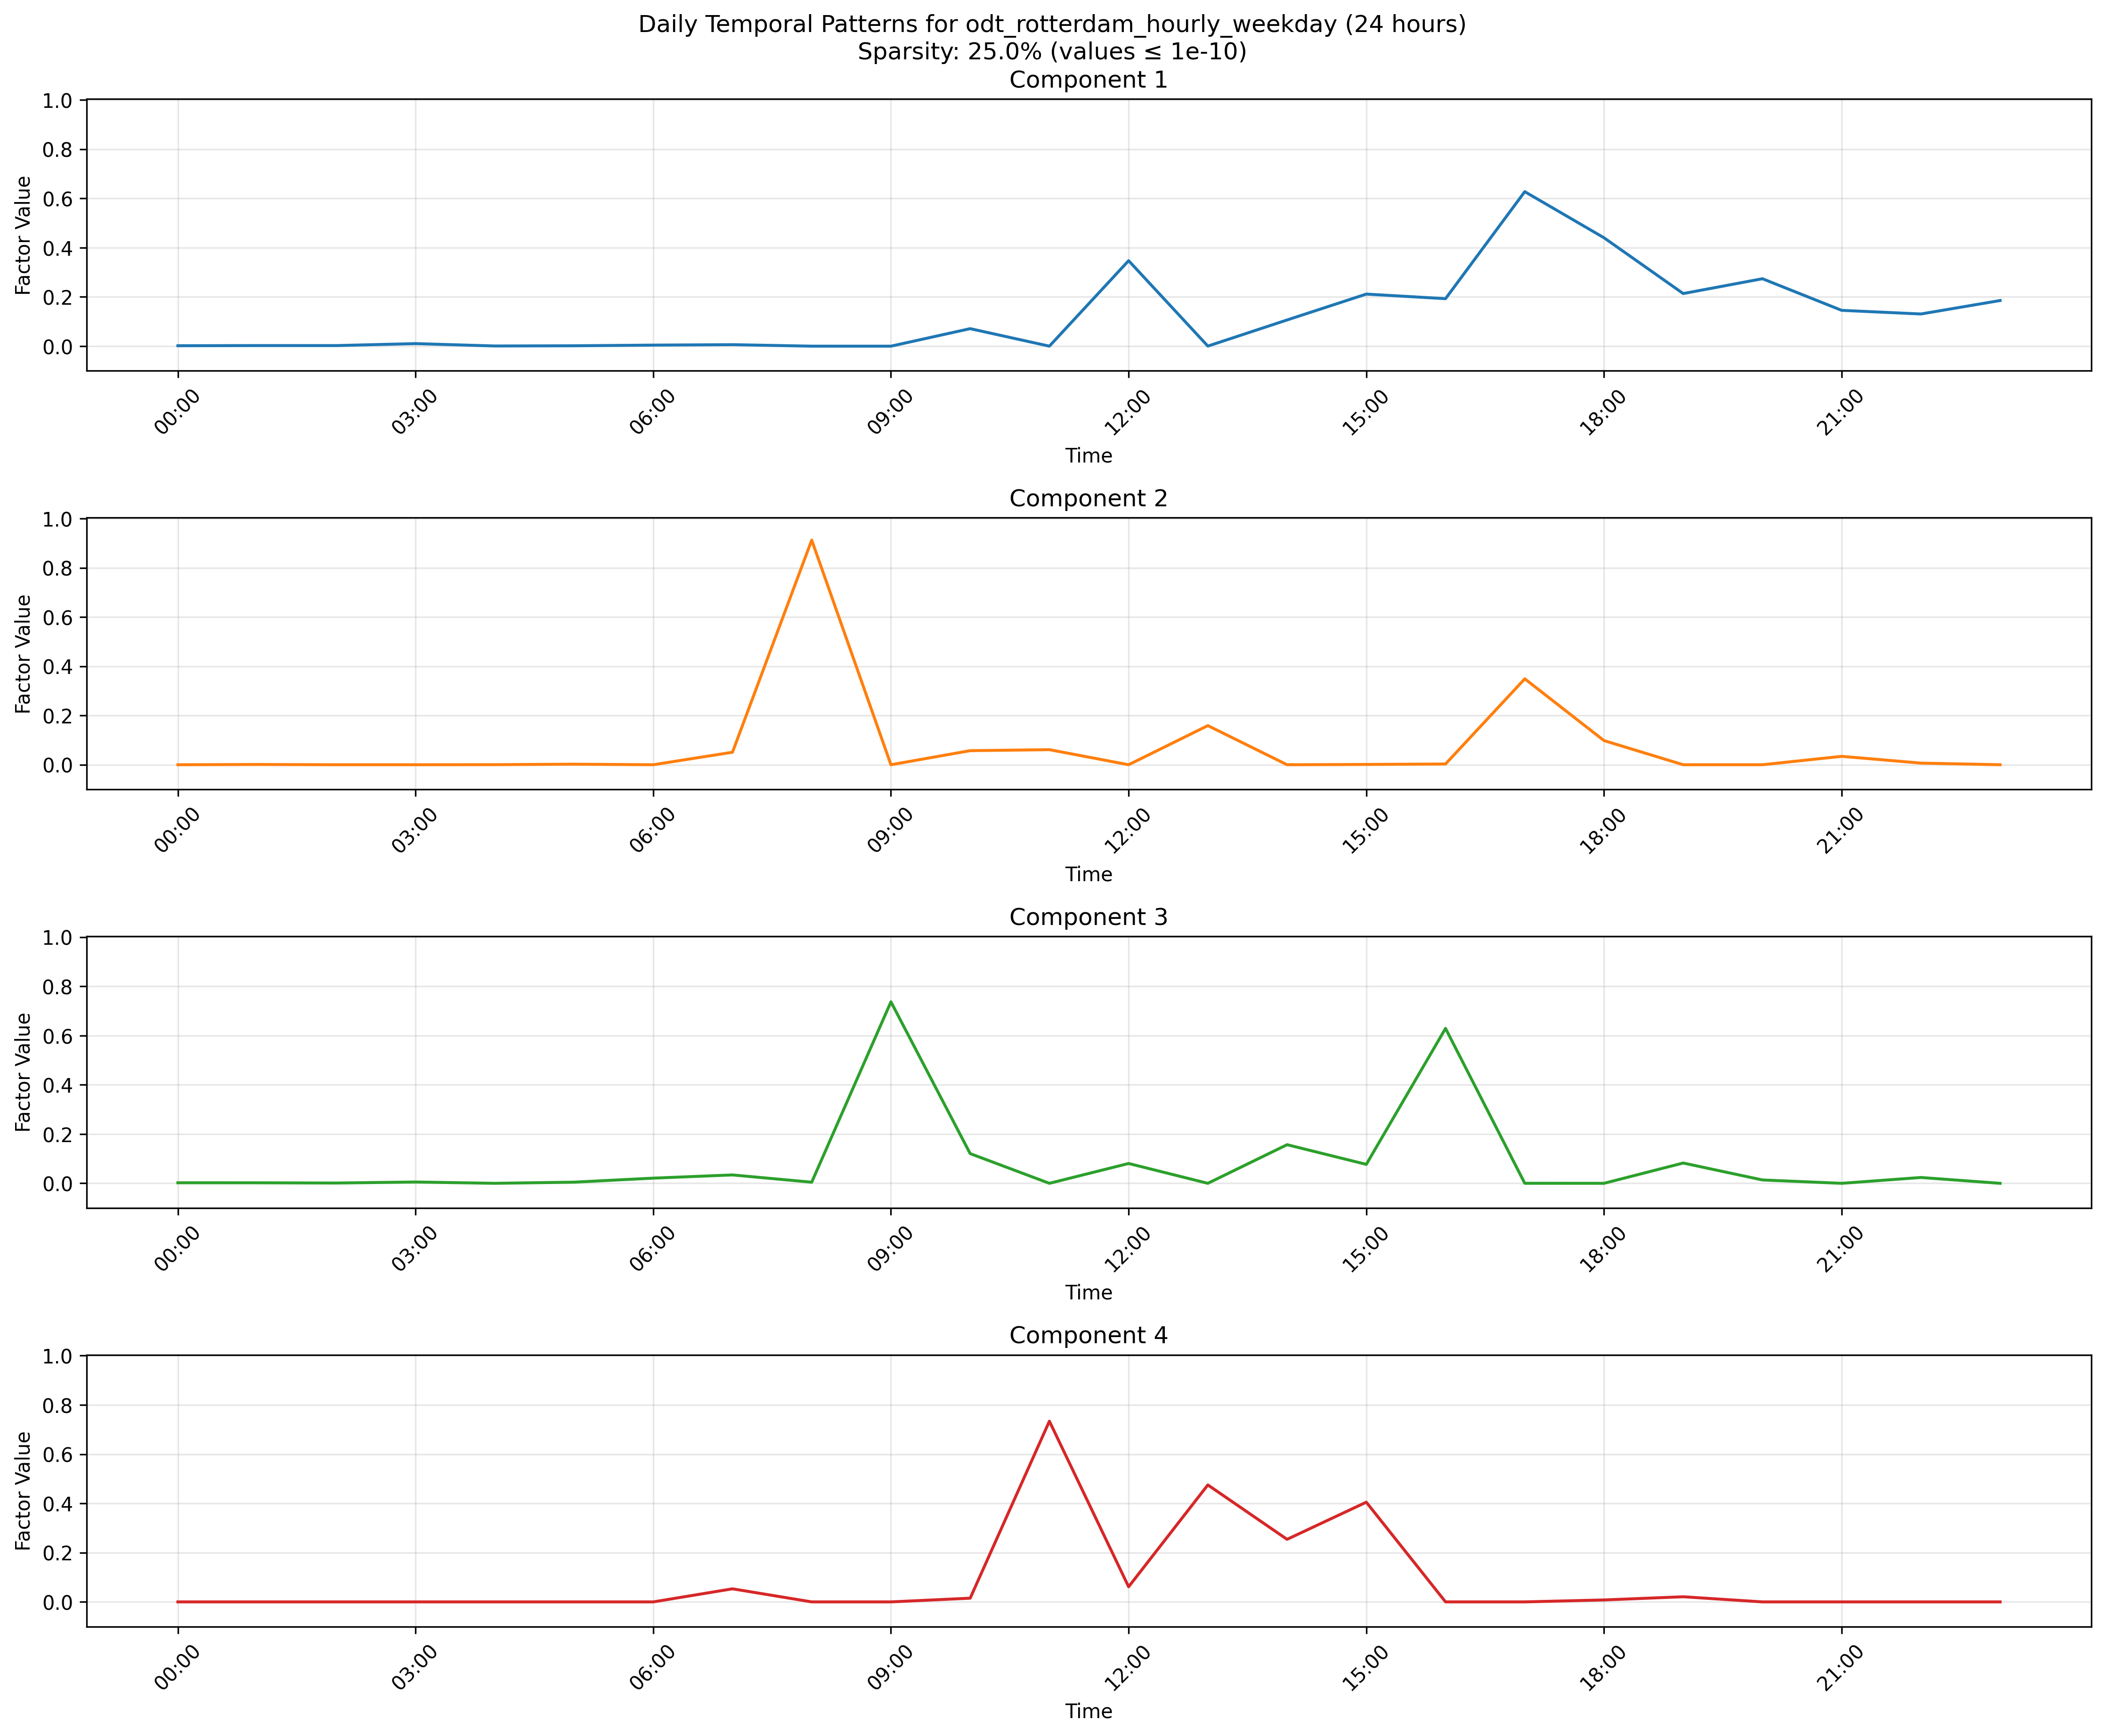 Daily Temporal Patterns for odt_rotterdam_hourly_weekday (24 hours)
Sparsity: 25.0% (values ≤ 1e-10)
Component 1
1.0
0.8
0.6
0.4
0.2
0.0
Factor Value
00:00 03:00 06:00 09:00 12:00 15:00 18:00 21:00
Time
Component 2
1.0
0.8
0.6
0.4
0.2
0.0
Factor Value
00:00 03:00 06:00 09:00 12:00 15:00 18:00 21:00
Time
Component 3
1.0
0.8
0.6
0.4
0.2
0.0
Factor Value
00:00 03:00 06:00 09:00 12:00 15:00 18:00 21:00
Time
Component 4
1.0
0.8
0.6
0.4
0.2
0.0
Factor Value
00:00 03:00 06:00 09:00 12:00 15:00 18:00 21:00
Time